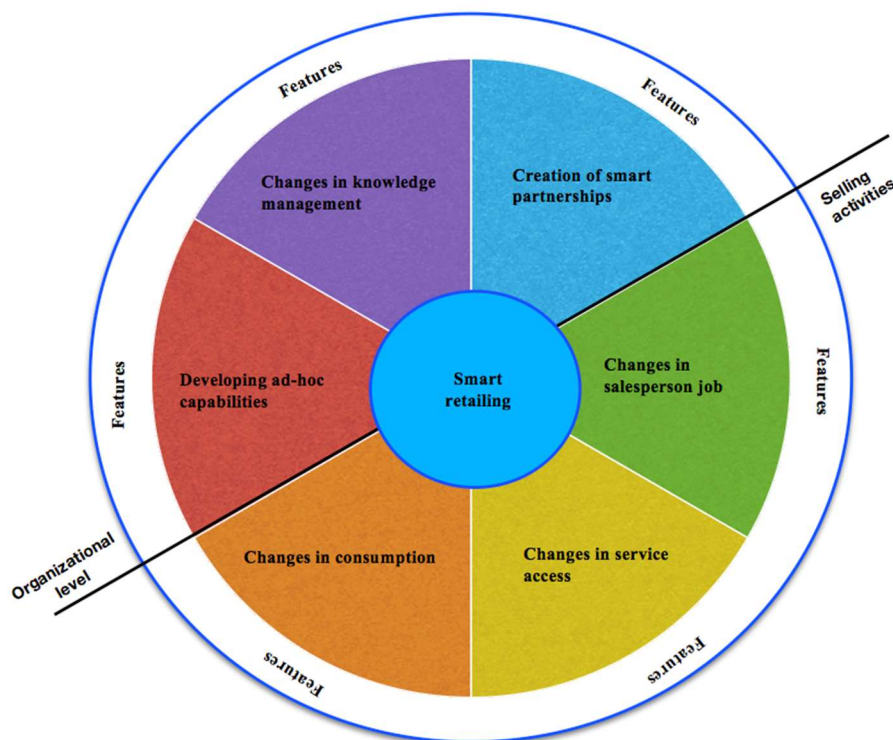 Features
Features
Creation of smart
partnerships
Changes in knowledge
management
Selling
activities
Features
Developing ad-hoc
capabilities
Smart
retailing
Changes in
salesperson job
Features
Organizational
level
Changes in consumption
Changes in service
access
Features
Features